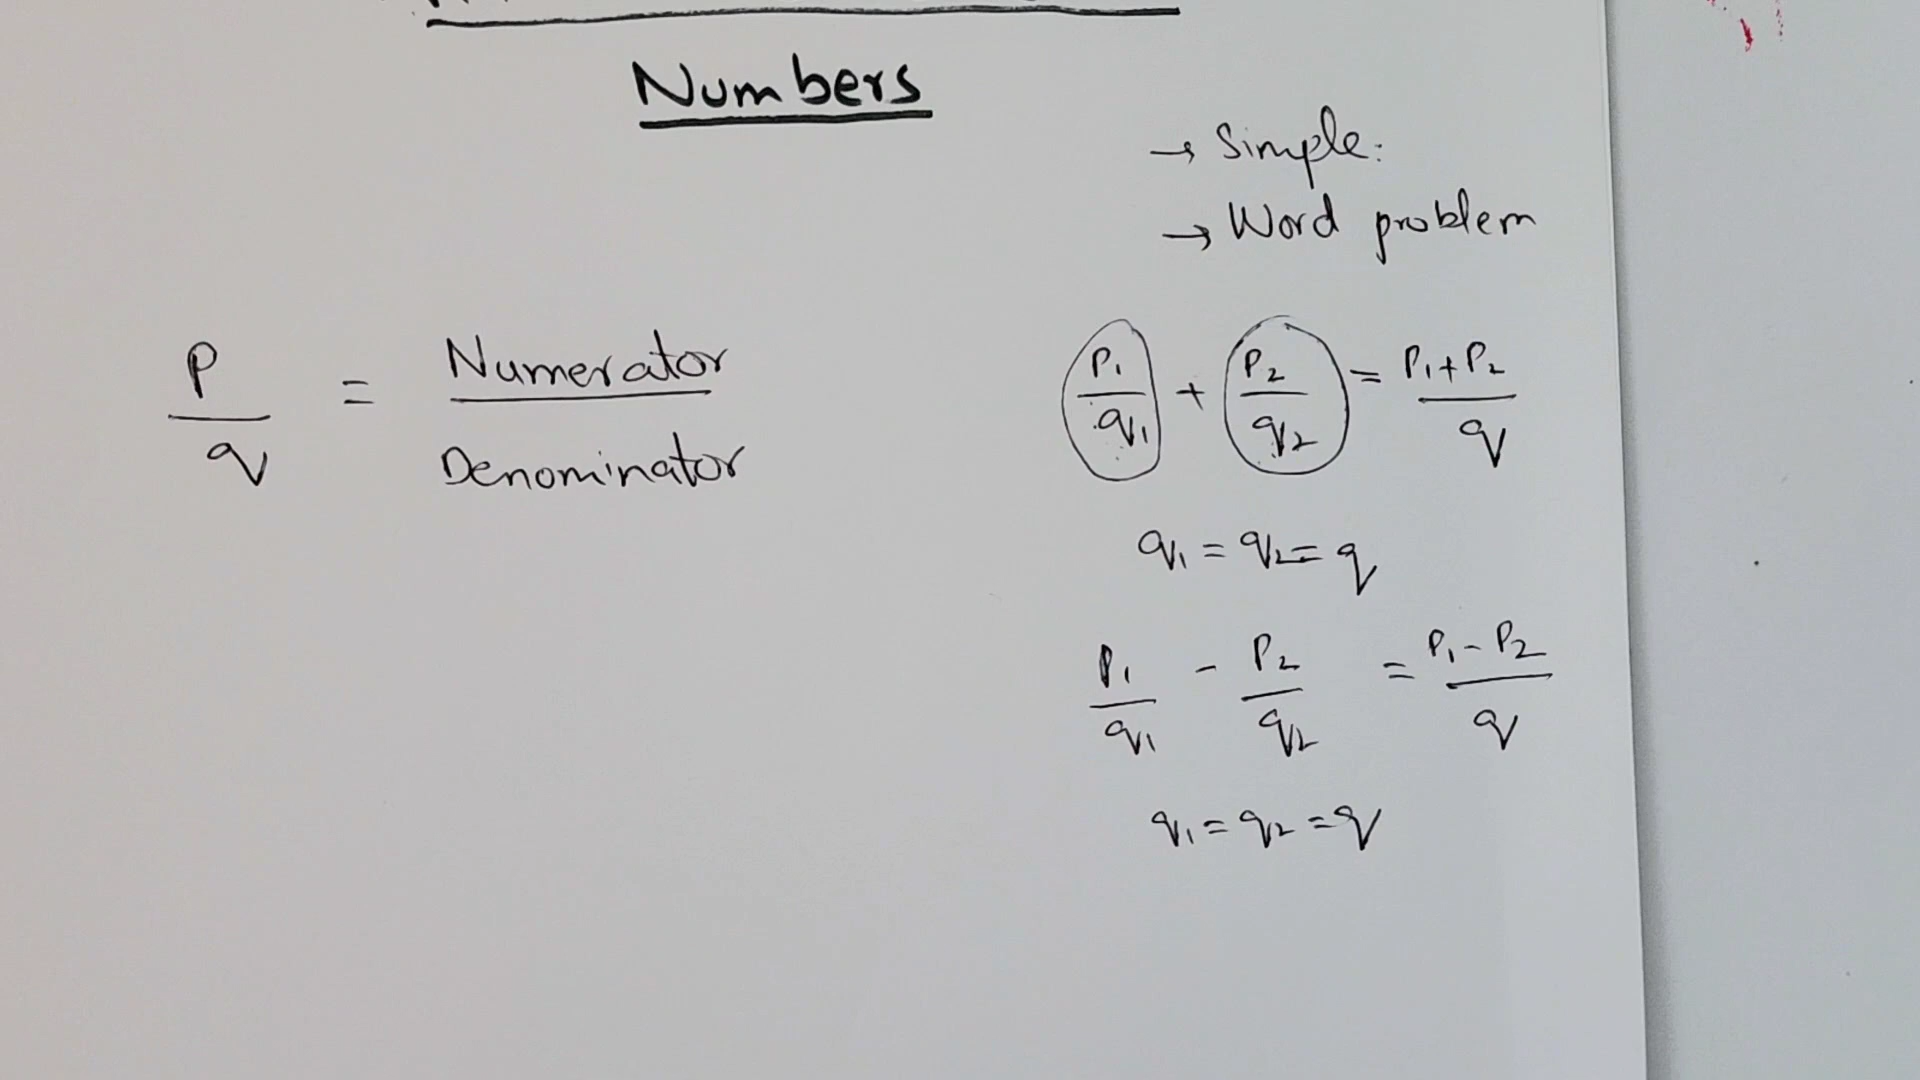 Numbers
→ Simple:
→ Word problem
P/q = Numerator/Denominator
P₁/q₁ + P₂/q₂ = P₁+P₂/q
q₁ = q₂ = q
P₁/q₁ - P₂/q₂ = P₁-P₂/q
q₁ = q₂ = q